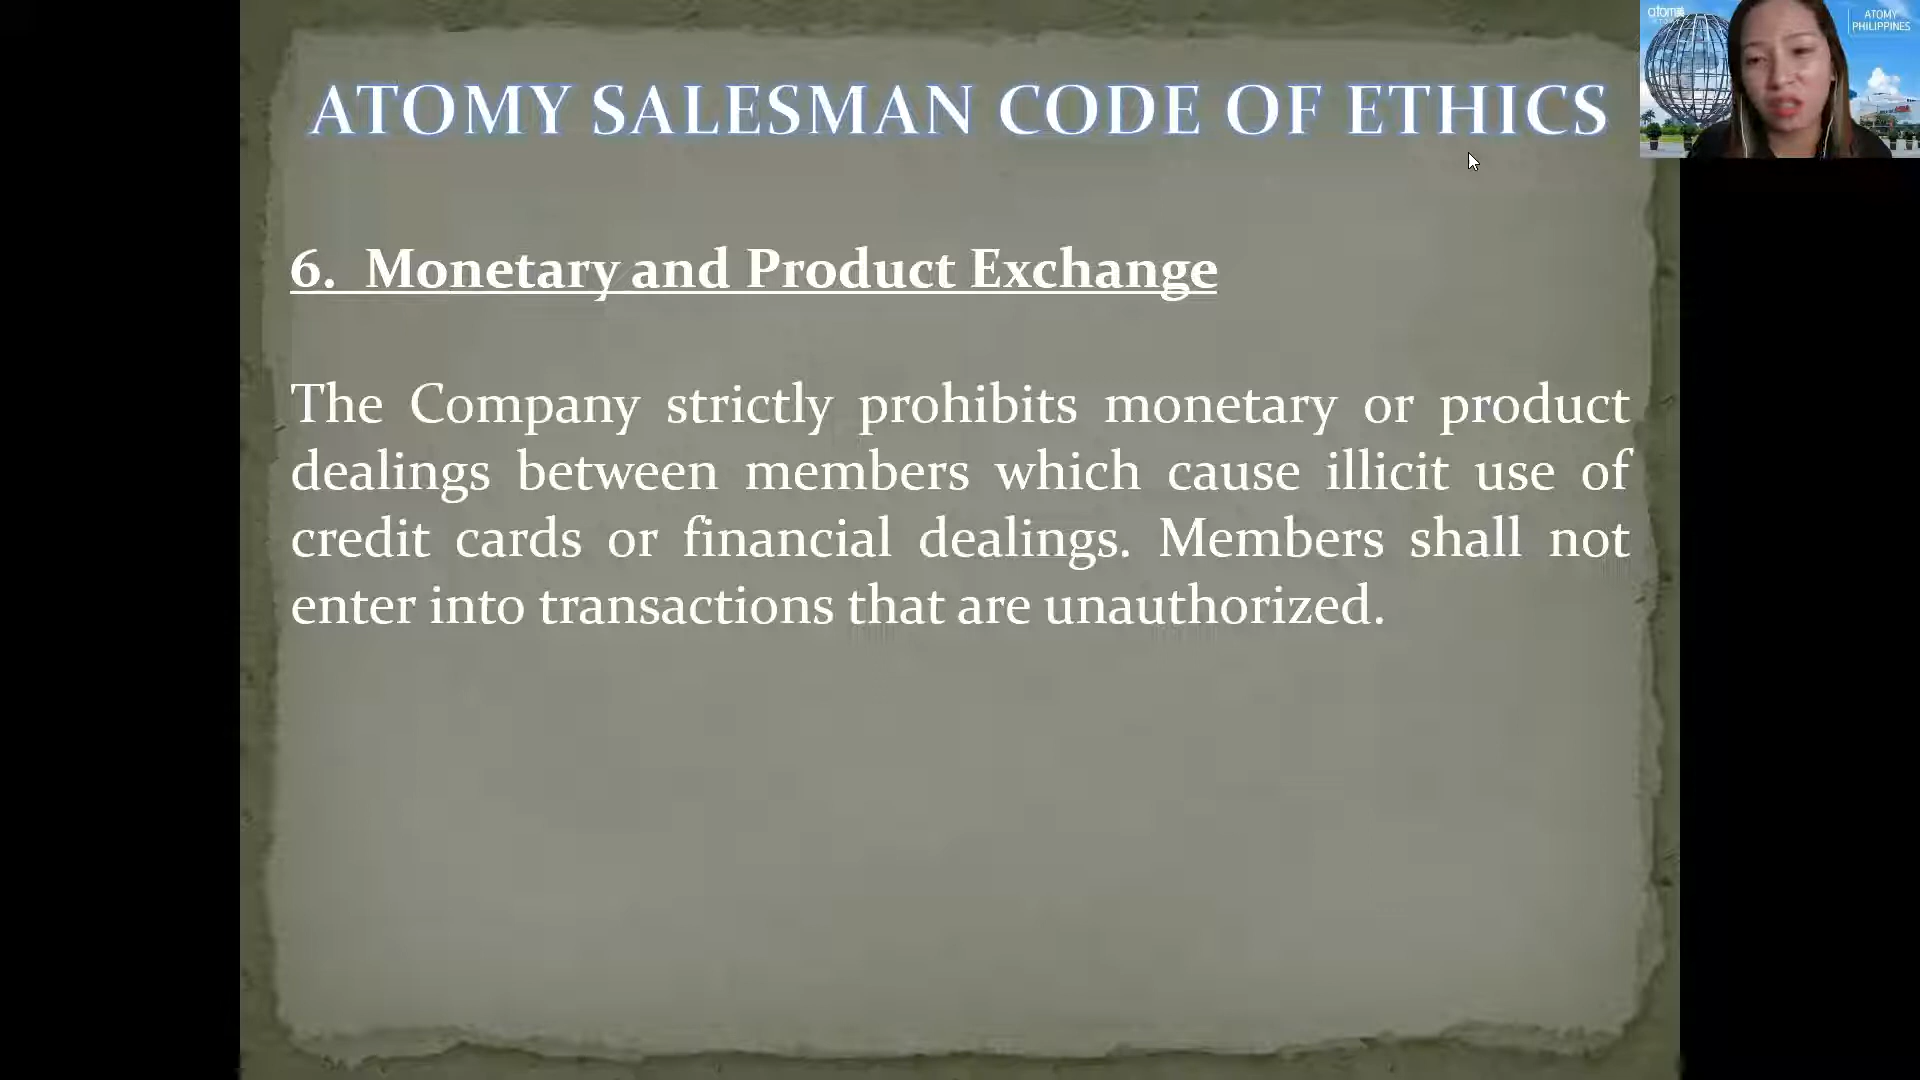 ATOMY SALESMAN CODE OF ETHICS
atomy
ATOMY
PHILIPPINES
6. Monetary and Product Exchange
The Company strictly prohibits monetary or product
dealings between members which cause illicit use of
credit cards or financial dealings. Members shall not
enter into transactions that are unauthorized.